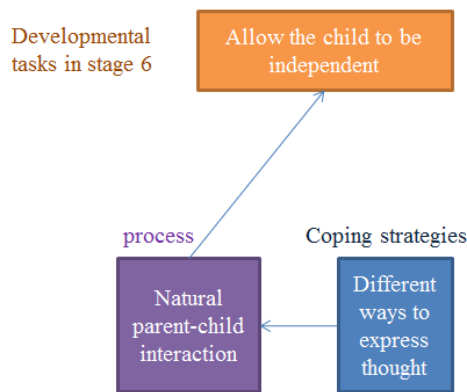 Developmental
tasks in stage 6
Allow the child to be
independent
process
Coping strategies
Natural
parent-child
interaction
Different
ways to
express
thought